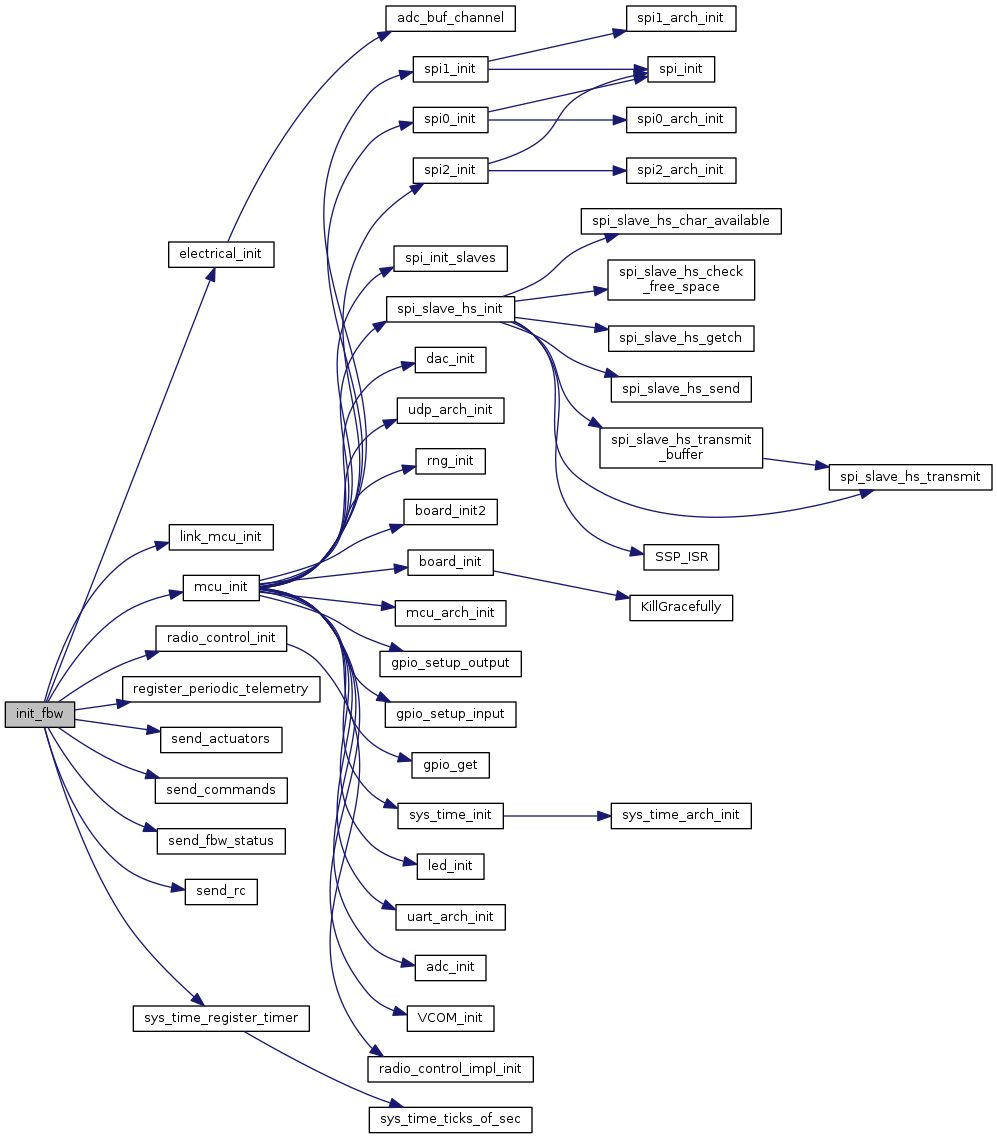 init_fbw
electrical_init
link_mcu_init
mcu_init
radio_control_init
register_periodic_telemetry
send_actuators
send_commands
send_fbw_status
send_rc
sys_time_register_timer
adc_buf_channel
spi1_init
spi0_init
spi2_init
spi_init_slaves
spi_slave_hs_init
dac_init
udp_arch_init
rng_init
board_init2
board_init
mcu_arch_init
gpio_setup_output
gpio_setup_input
gpio_get
sys_time_init
led_init
uart_arch_init
adc_init
VCOM_init
radio_control_impl_init
sys_time_ticks_of_sec
spi1_arch_init
spi_init
spi0_arch_init
spi2_arch_init
spi_slave_hs_char_available
spi_slave_hs_check
_free_space
spi_slave_hs_getch
spi_slave_hs_send
spi_slave_hs_transmit
_buffer
SSP_ISR
KillGracefully
sys_time_arch_init
spi_slave_hs_transmit